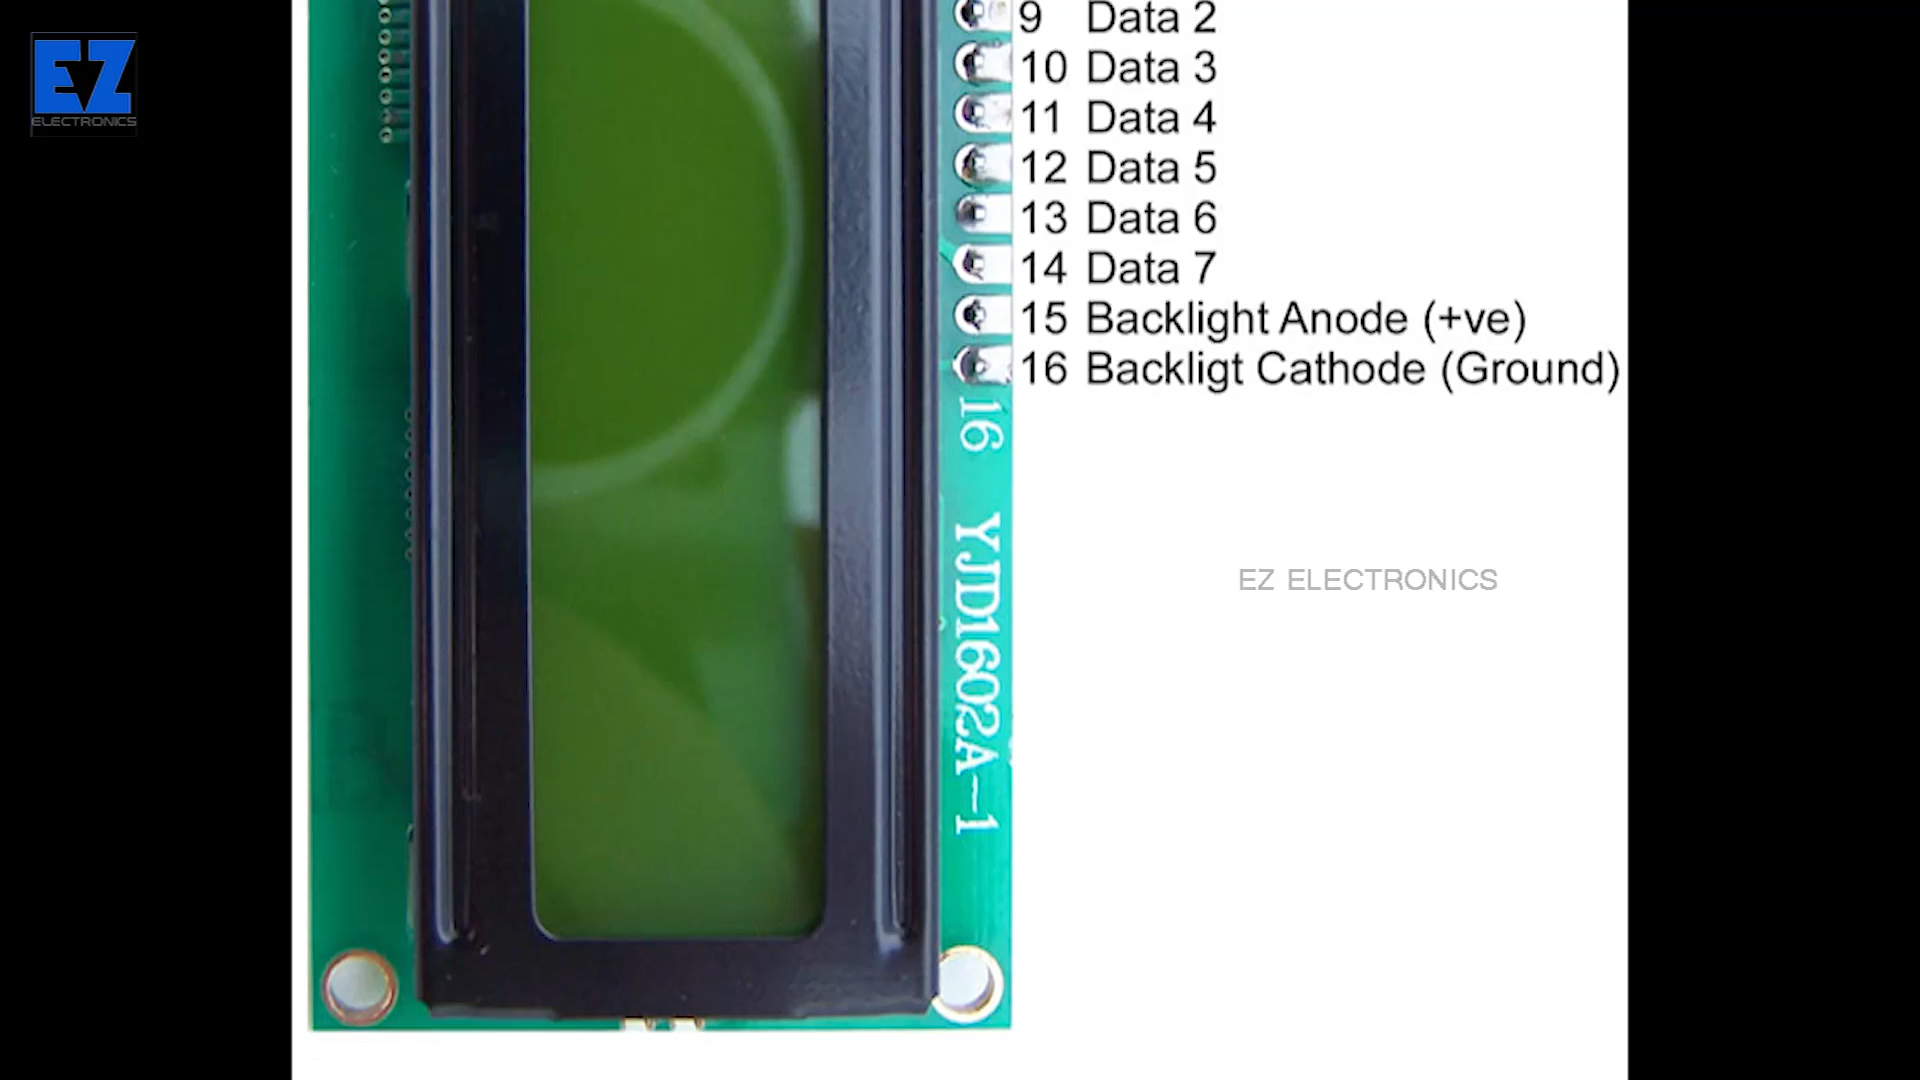 EZ
ELECTRONICS
9 Data 2
10 Data 3
11 Data 4
12 Data 5
13 Data 6
14 Data 7
15 Backlight Anode (+ve)
16 Backligt Cathode (Ground)
16 YJD1602A-1
EZ ELECTRONICS